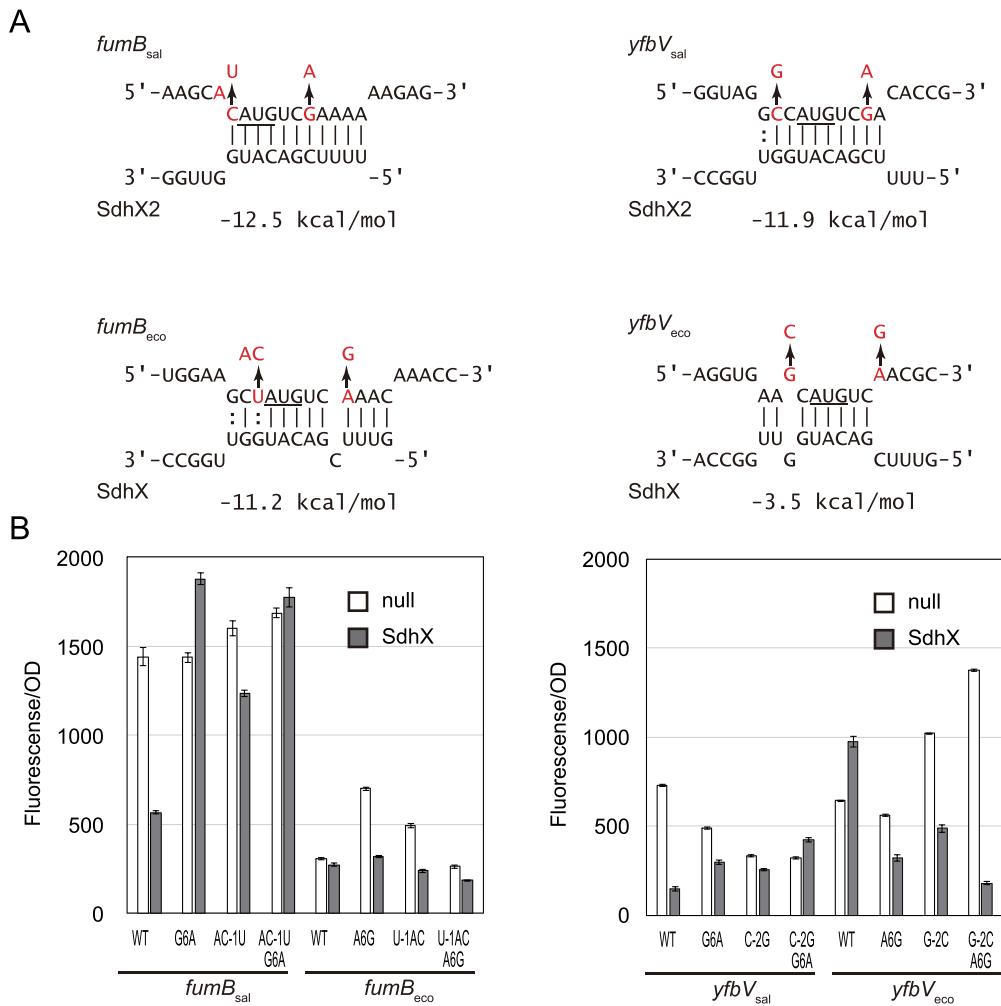 A
fumBsal
U A
5'-AAGCA AAGAG-3'
CAUGUCGAAAA
GUACAGCUUUU
3'-GGUUG -5'
SdhX2
-12.5 kcal/mol
yfbVsal
G A
5'-GGUAG CACCG-3'
GCCAUGUCGA
:
UGGUACAGCU
3'-CCGGU UUU-5'
SdhX2
-11.9 kcal/mol
fumBeco
AC G
5'-UGGAA AAACC-3'
GCUAUGUC AAAC
: :
UGGUACAG UUUG
3'-CCGGU C -5'
SdhX
-11.2 kcal/mol
yfbVeco
C G
5'-AGGUG G AACGC-3'
AA CAUGUC
UU GUACAG
3'-ACCGG G CUUUG-5'
SdhX
-3.5 kcal/mol
B
Fluorescense/OD
2000
1500
1000
500
0
null
SdhX
WT G6A AC-1U AC-1U G6A WT A6G U-1AC U-1AC A6G
fumBsal fumBeco
Fluorescense/OD
2000
1500
1000
500
0
null
SdhX
WT G6A C-2G C-2G G6A WT A6G G-2C G-2C A6G
yfbVsal yfbVeco